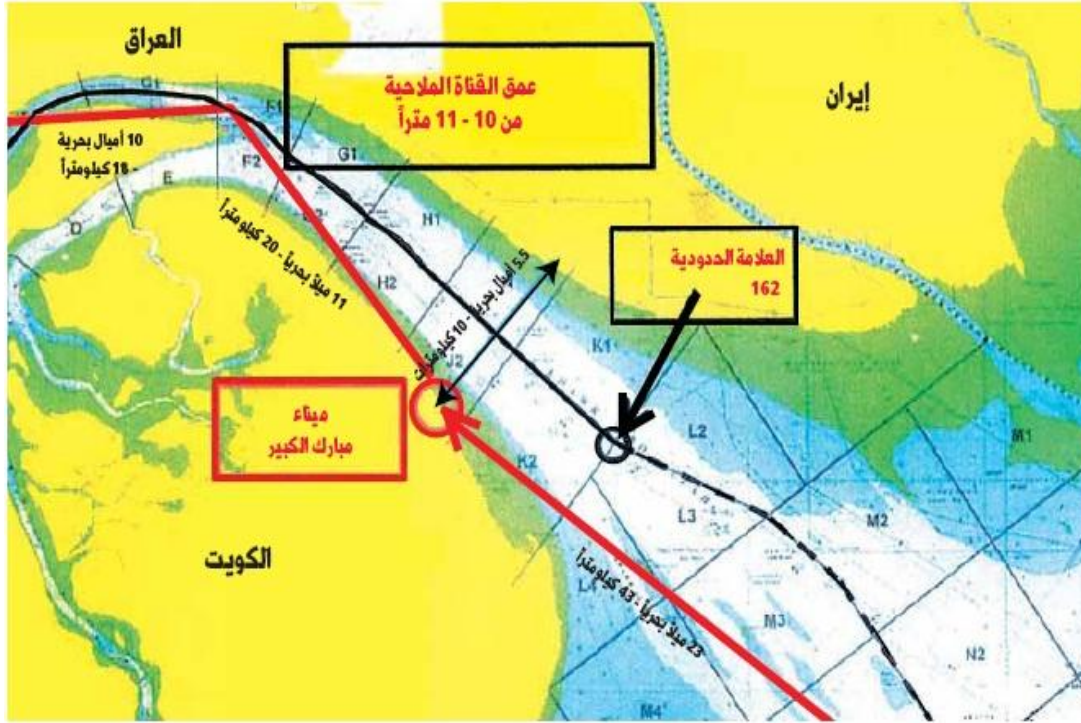 العراق
إيران
عمق القناة الملاحية
من 10 - 11 متراً
G1
F1
10 أميال بحرية
- 18 كيلومتراً
F2
G1
E
D
H1
11 ميلاً بحرياً - 20 كيلومتراً
H2
العلامة الحدودية
162
5.5 أميال بحرية - 10 كيلومترات
J2
K1
ميناء
مبارك الكبير
L2
M1
K2
L3
M2
الكويت
23 ميلاً بحرياً - 43 كيلومتراً
L4
M3
N2
M4